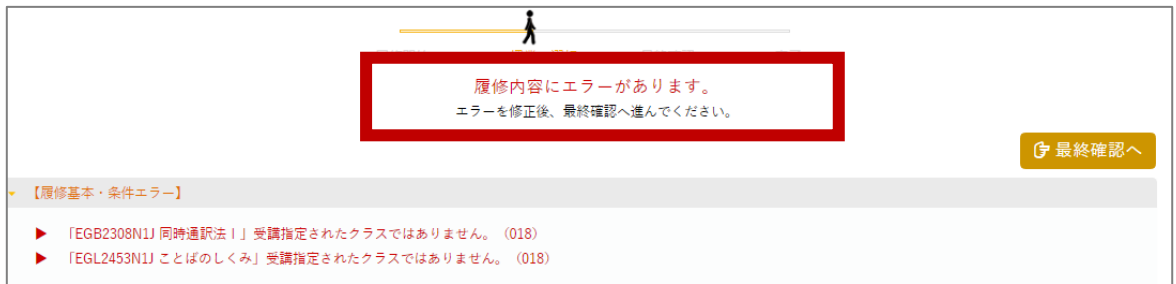 履修内容にエラーがあります。
エラーを修正後、最終確認へ進んでください。
最終確認へ
【履修基本・条件エラー】
「EGB2308N1J 同時通訳法Ⅰ」受講指定されたクラスではありません。（018）
「EGL2453N1J ことばのしくみ」受講指定されたクラスではありません。（018）